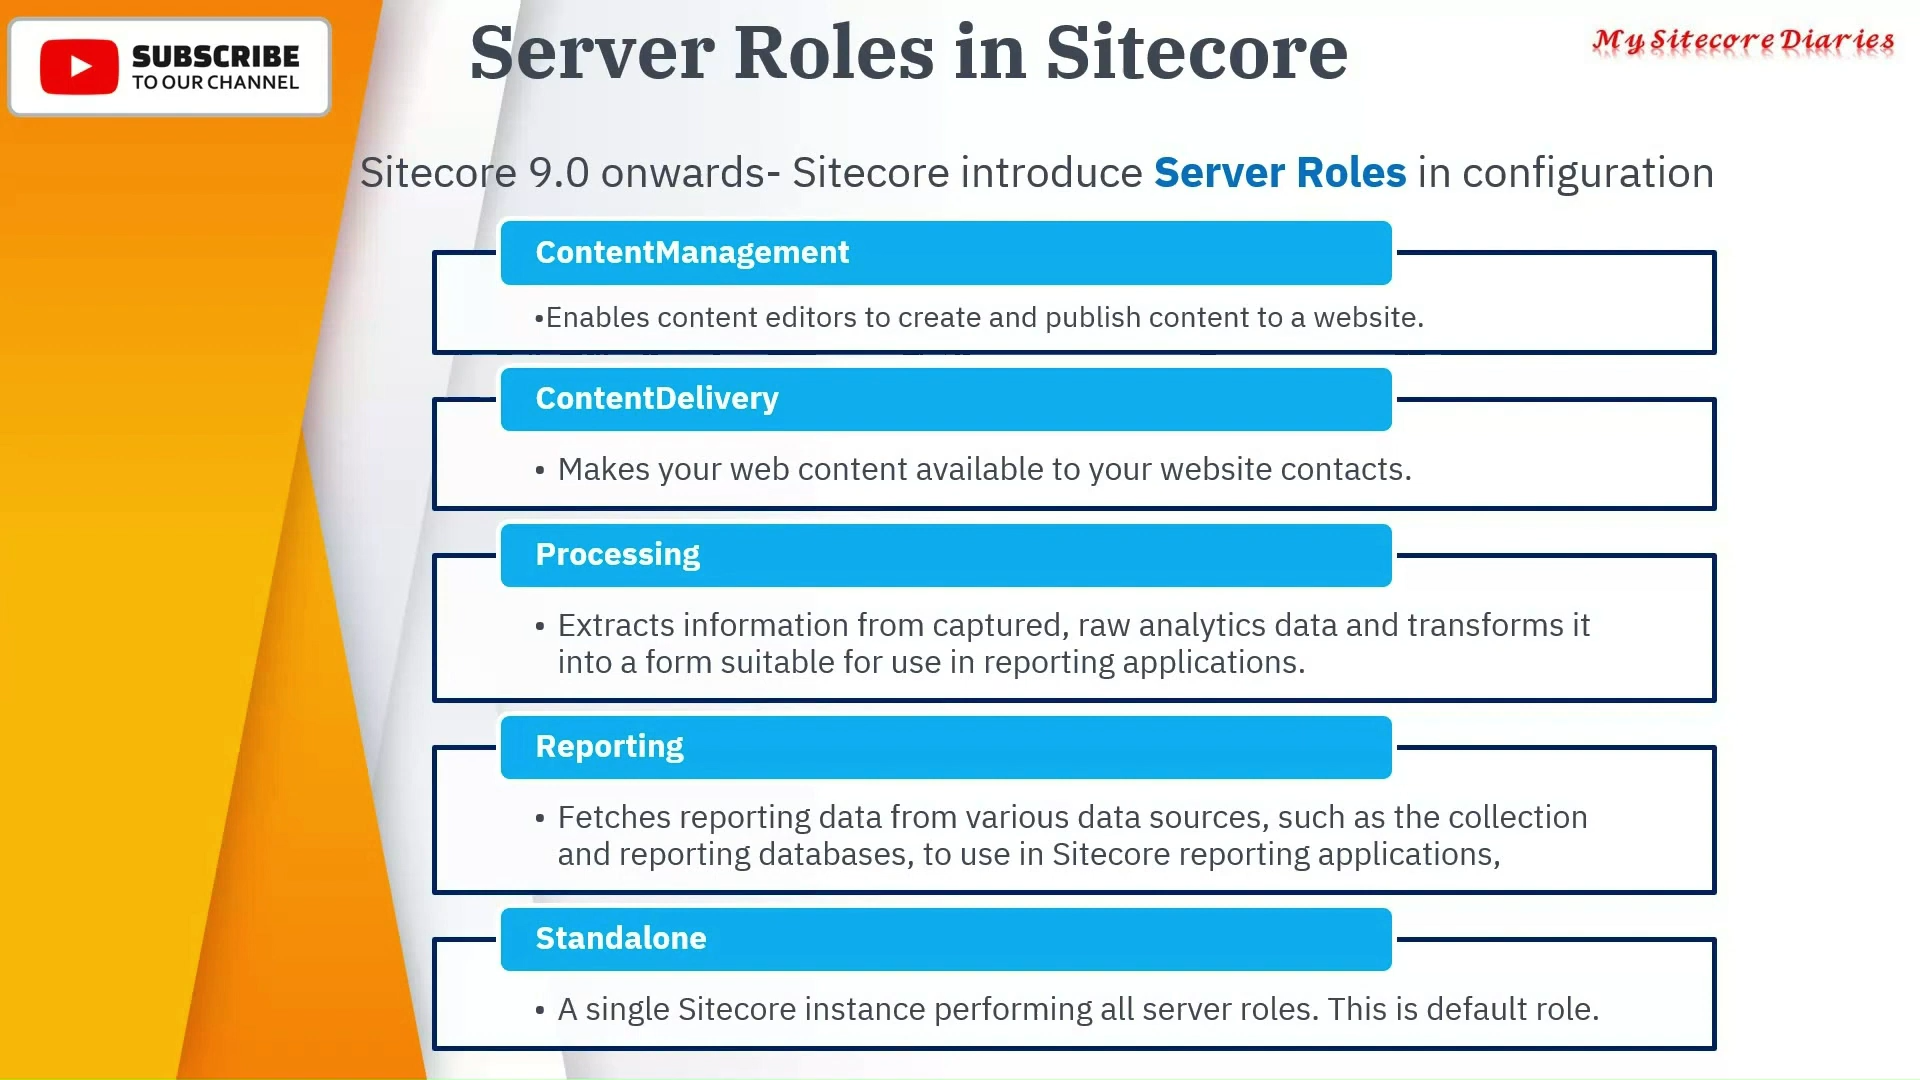 SUBSCRIBE
TO OUR CHANNEL
Server Roles in Sitecore
My Sitecore Diaries
Sitecore 9.0 onwards- Sitecore introduce Server Roles in configuration
ContentManagement
•Enables content editors to create and publish content to a website.
ContentDelivery
• Makes your web content available to your website contacts.
Processing
• Extracts information from captured, raw analytics data and transforms it
into a form suitable for use in reporting applications.
Reporting
• Fetches reporting data from various data sources, such as the collection
and reporting databases, to use in Sitecore reporting applications,
Standalone
• A single Sitecore instance performing all server roles. This is default role.